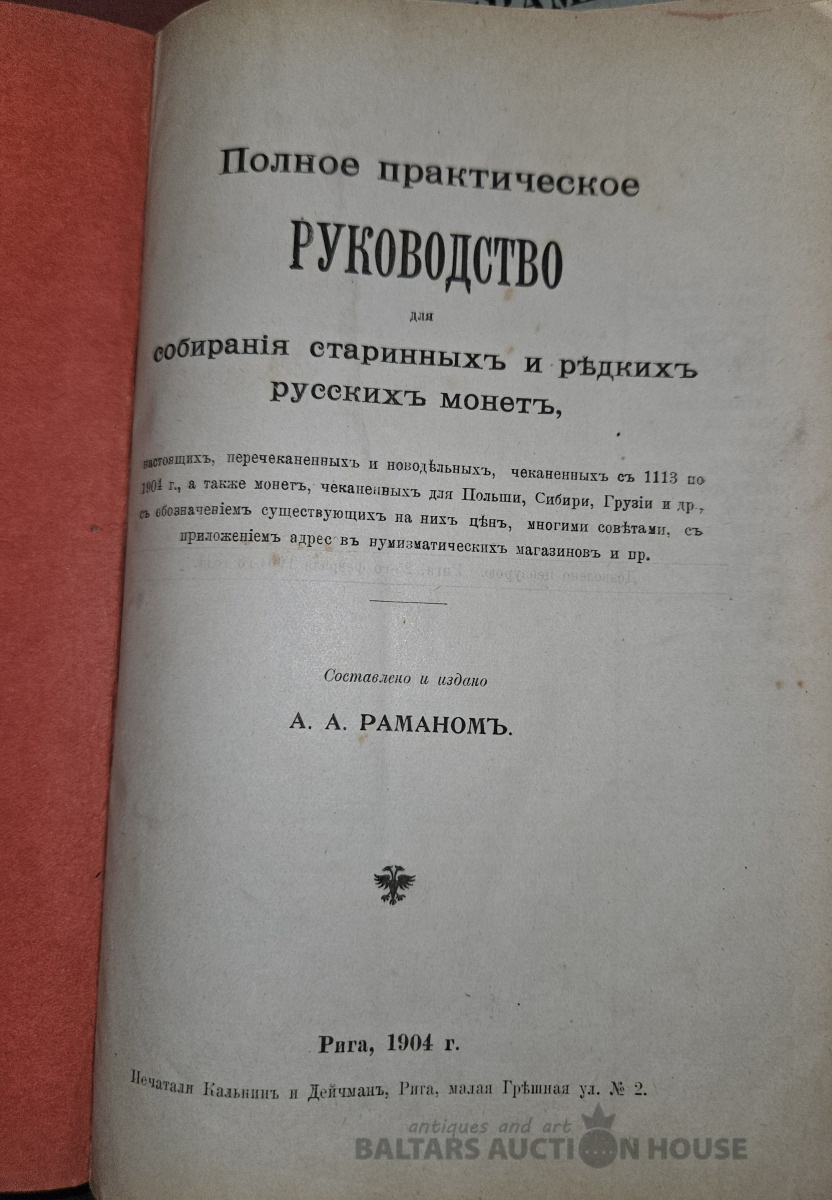 Полное практическое
РУКОВОДСТВО
для
собиранія старинныхъ и рѣдкихъ
русскихъ монетъ,
настоящихъ, перечеканенныхъ и новодѣльныхъ, чеканенныхъ съ 1113 по
1904 г., а также монетъ, чеканенныхъ для Польши, Сибири, Грузіи и др.,
съ обозначеніемъ существующихъ на нихъ цѣнъ, многими совѣтами, съ
приложеніемъ адресвъ нумизматическихъ магазиновъ и пр.
Составлено и издано
А. А. РАМАНОМЪ.
Рига, 1904 г.
Печатали Кальнинъ и Дейчманъ, Рига, малая Грѣшная ул. № 2.
antiques and art
BALTARS AUCTION HOUSE